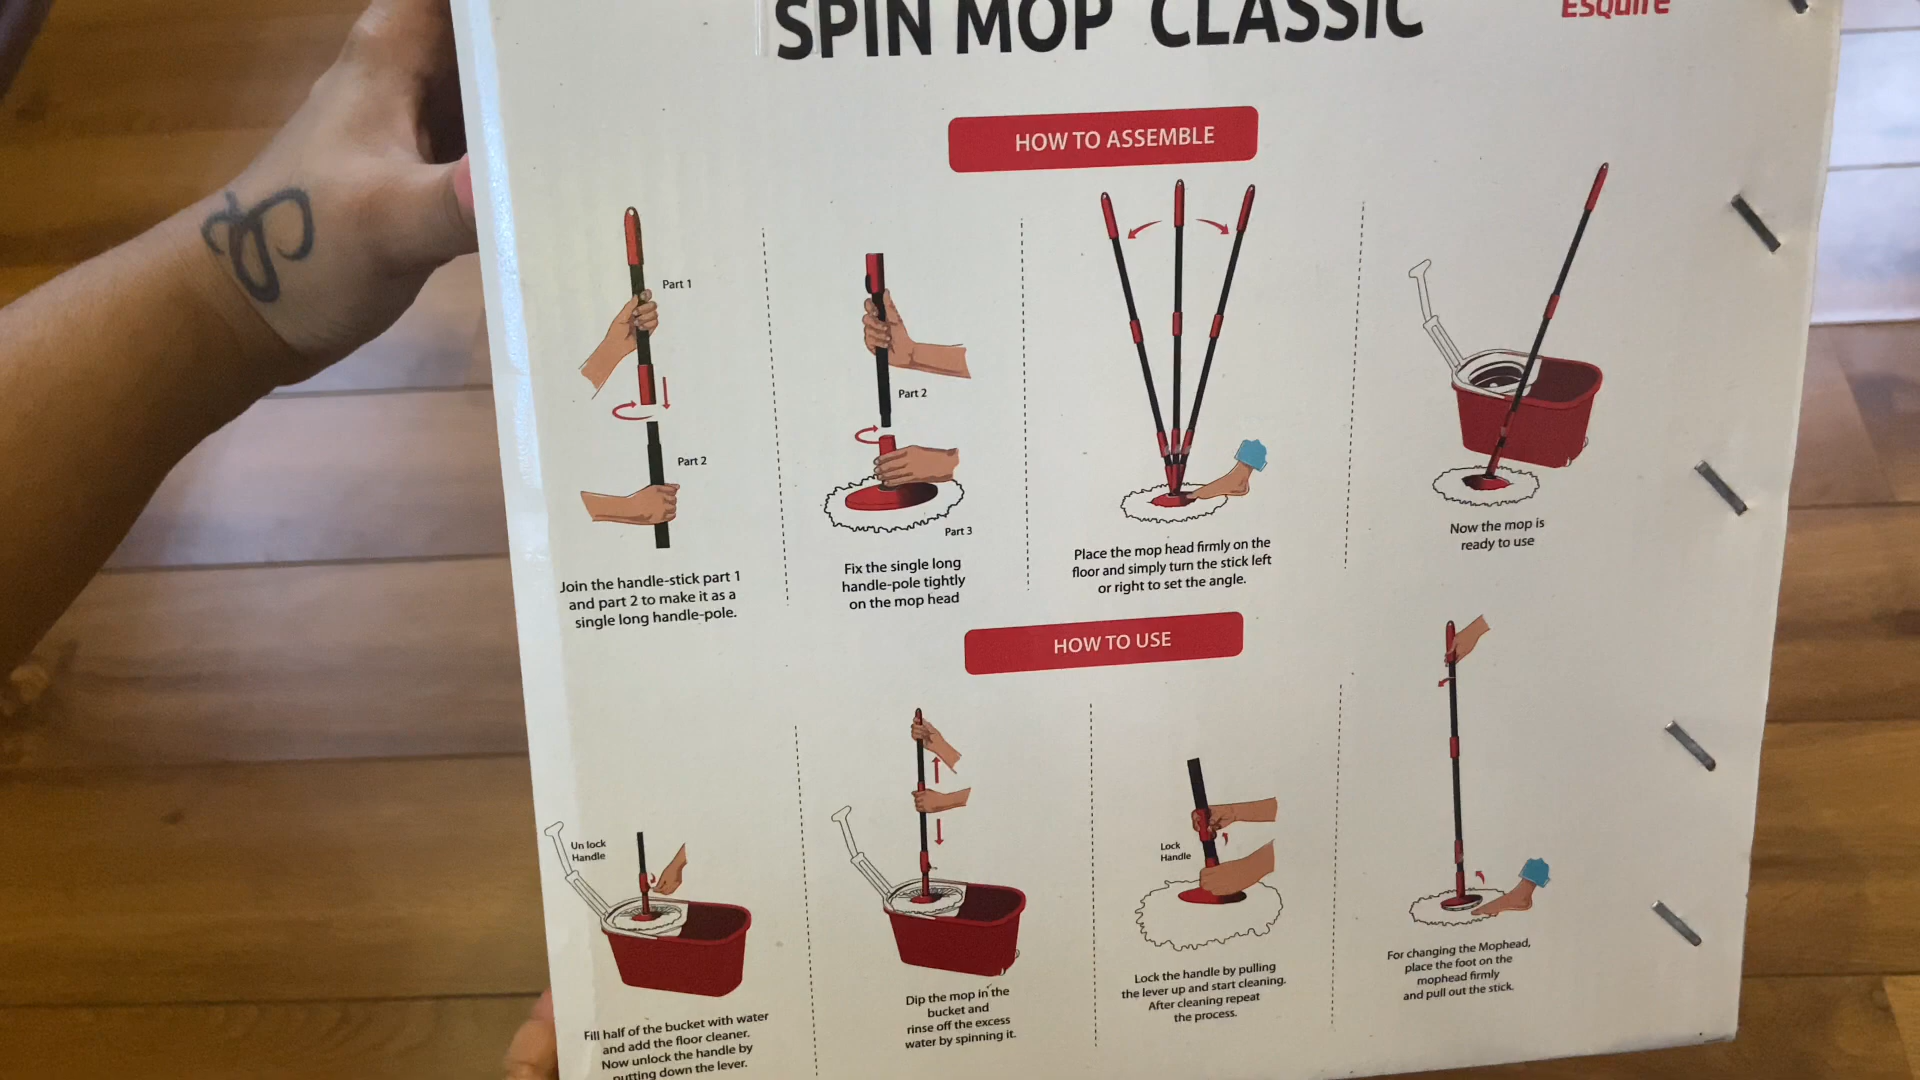 SPIN MOP CLASSIC
Esquire
HOW TO ASSEMBLE
Part 1
Part 2
Join the handle-stick part 1
and part 2 to make it as a
single long handle-pole.
Part 2
Part 3
Fix the single long
handle-pole tightly
on the mop head
Place the mop head firmly on the
floor and simply turn the stick left
or right to set the angle.
Now the mop is
ready to use
HOW TO USE
Un lock
Handle
Fill half of the bucket with water
and add the floor cleaner.
Now unlock the handle by
putting down the lever.
Dip the mop in the
bucket and
rinse off the excess
water by spinning it.
Lock
Handle
Lock the handle by pulling
the lever up and start cleaning.
After cleaning repeat
the process.
For changing the Mophead,
place the foot on the
mophead firmly
and pull out the stick.